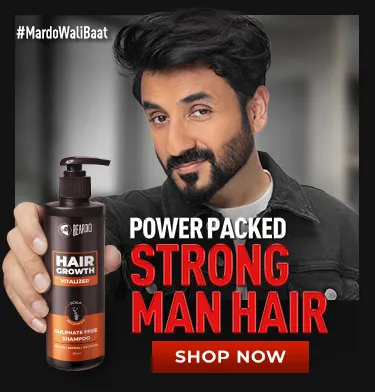 #MardoWaliBaat
BEARDO
HAIR
GROWTH
VITALIZER
SULPHATE FREE
SHAMPOO
POWER PACKED
STRONG
MAN HAIR
SHOP NOW